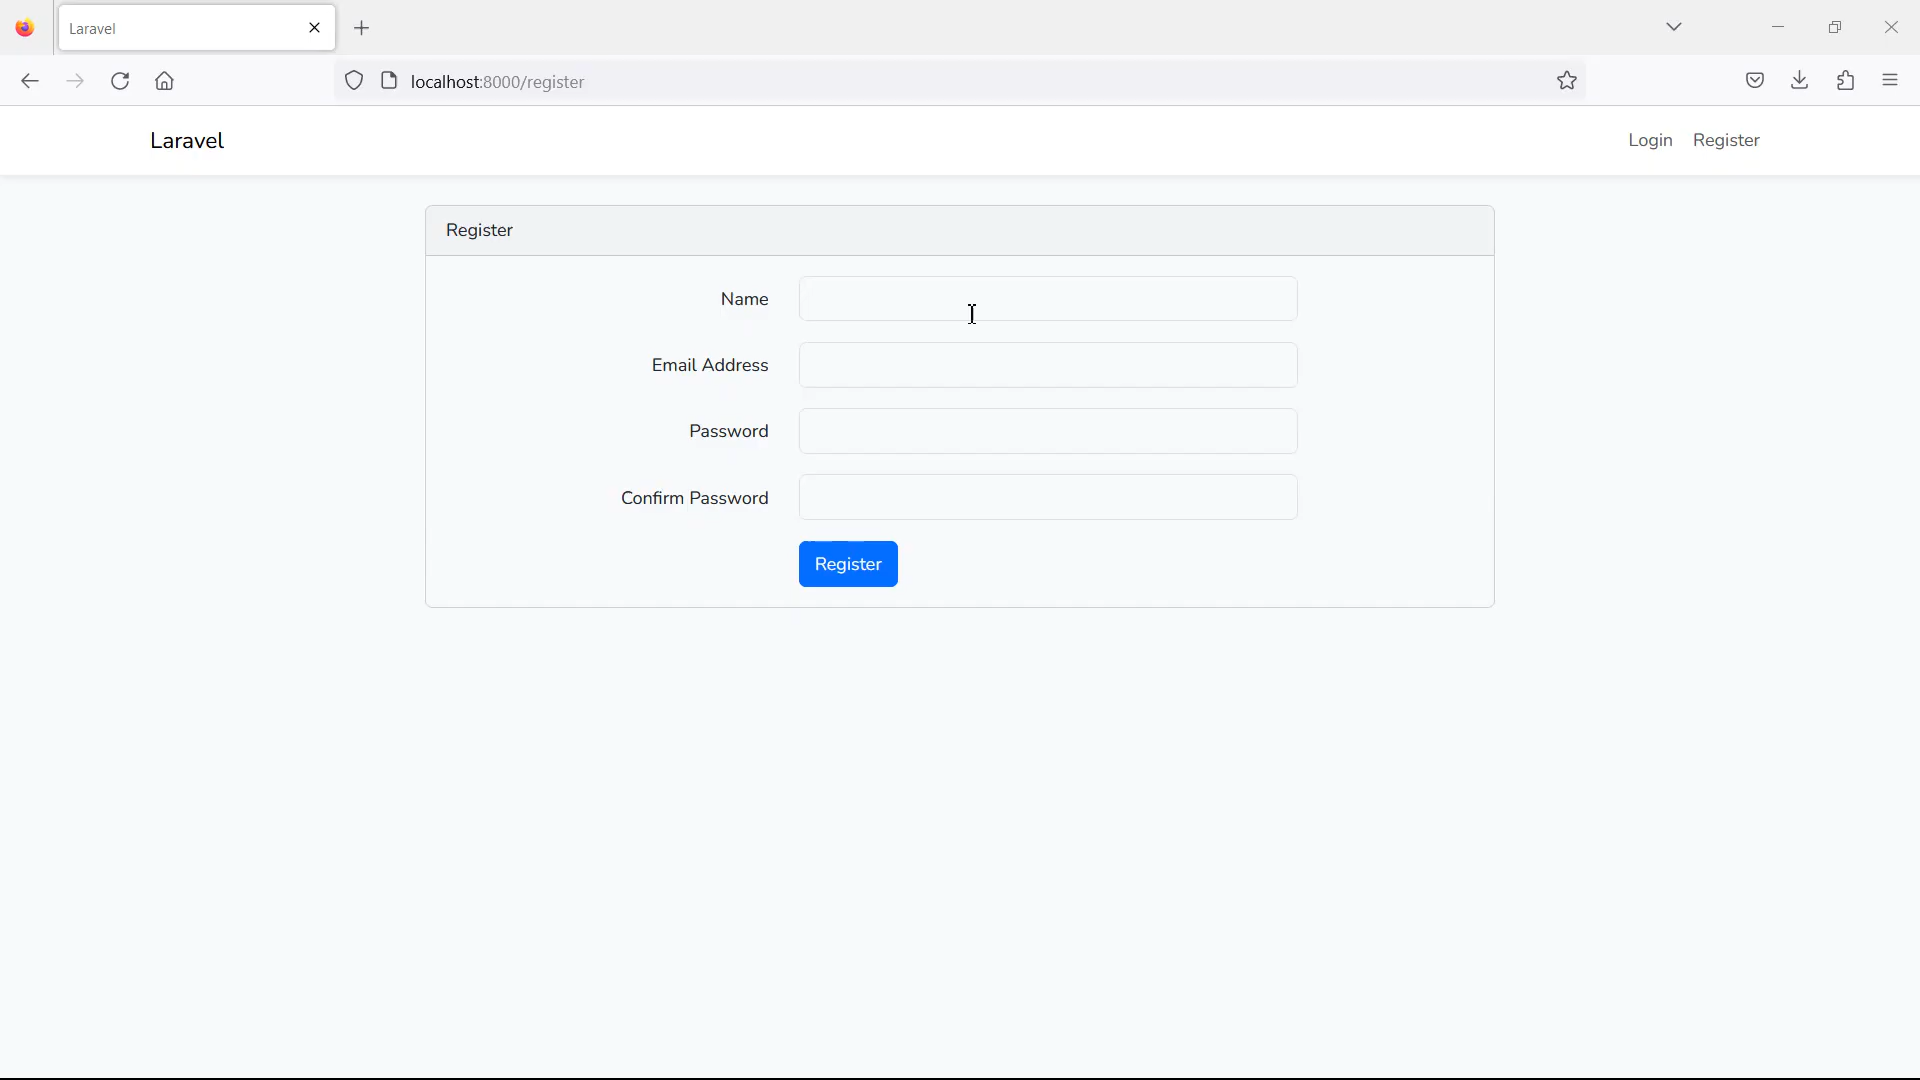 Laravel
localhost:8000/register
Laravel
Login Register
Register
Name
Email Address
Password
Confirm Password
Register